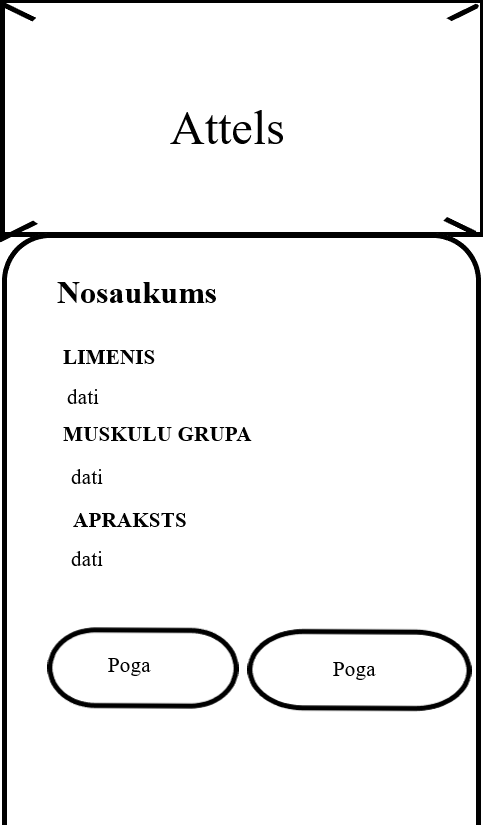 Attels
Nosaukums
LIMENIS
dati
MUSKULU GRUPA
dati
APRAKSTS
dati
Poga
Poga